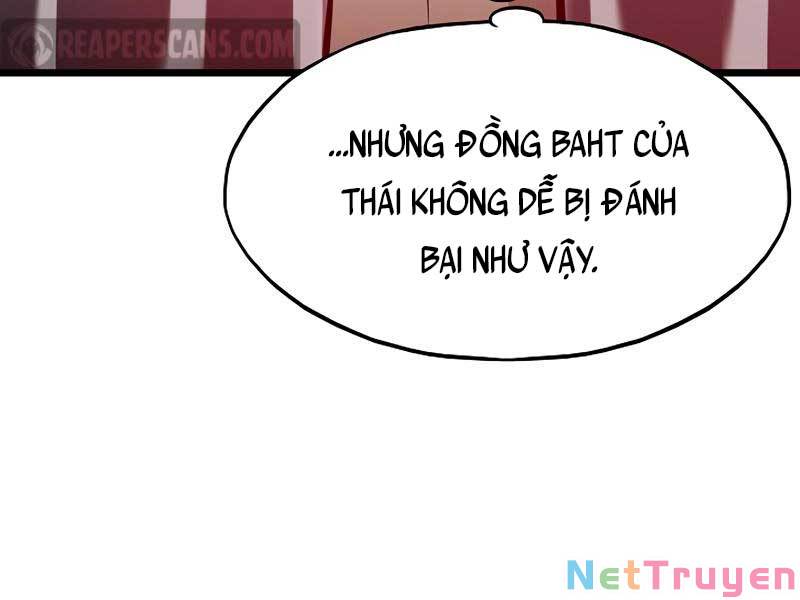 REAPERSCANS.COM
...NHƯNG ĐỒNG BAHT CỦA
THÁI KHÔNG DỄ BỊ ĐÁNH
BẠI NHƯ VẬY.
NetTruyen